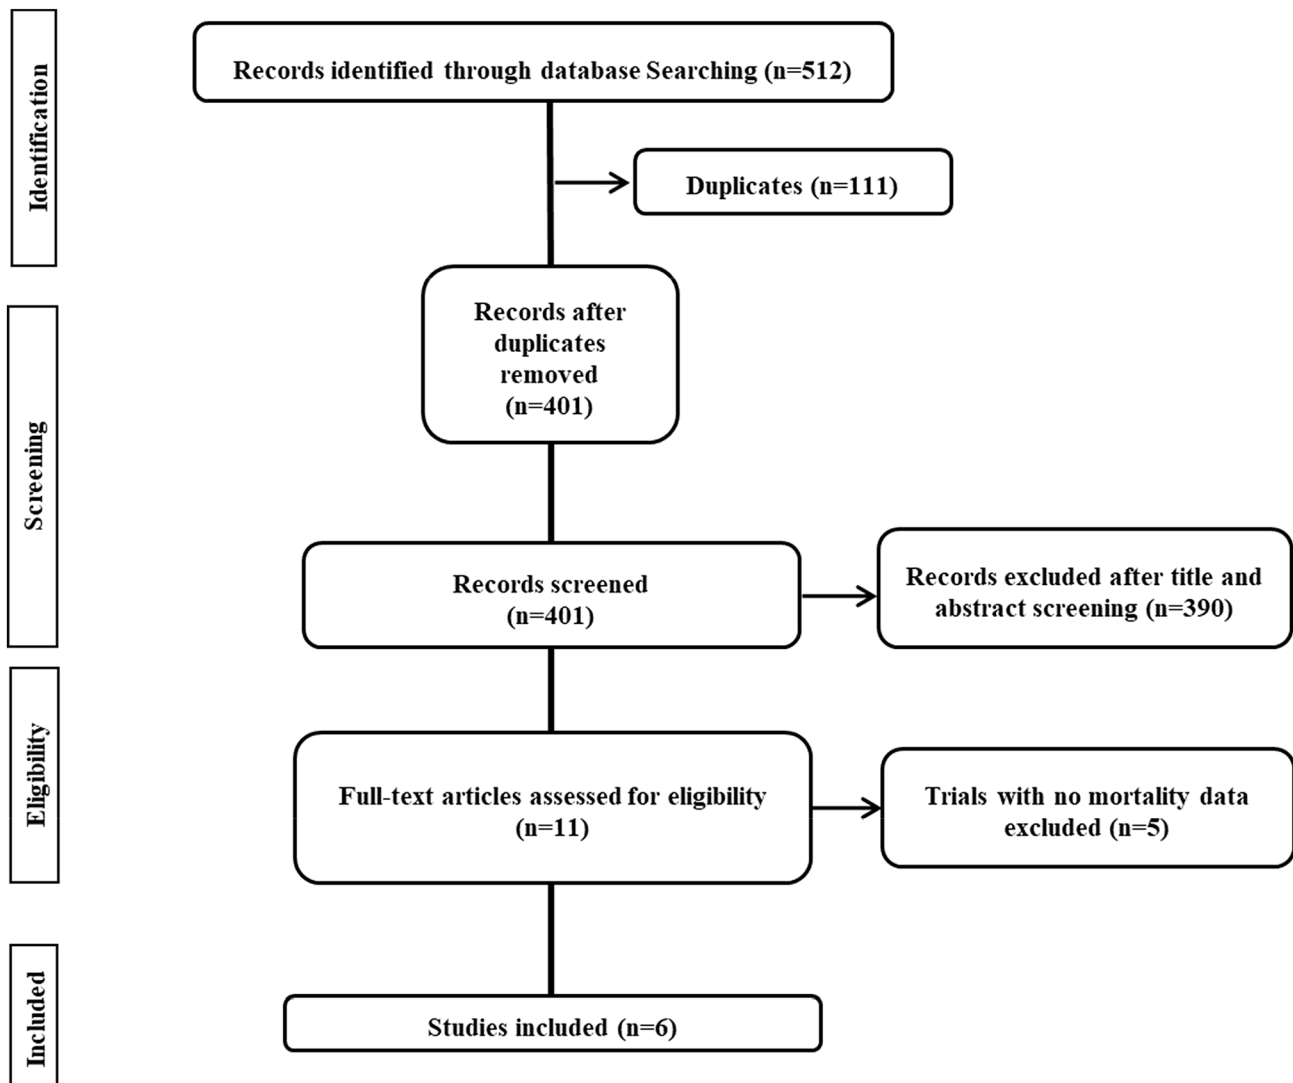 Identification
Records identified through database Searching (n=512)
Duplicates (n=111)
Screening
Records after
duplicates
removed
(n=401)
Records screened
(n=401)
Records excluded after title and
abstract screening (n=390)
Eligibility
Full-text articles assessed for eligibility
(n=11)
Trials with no mortality data
excluded (n=5)
Included
Studies included (n=6)